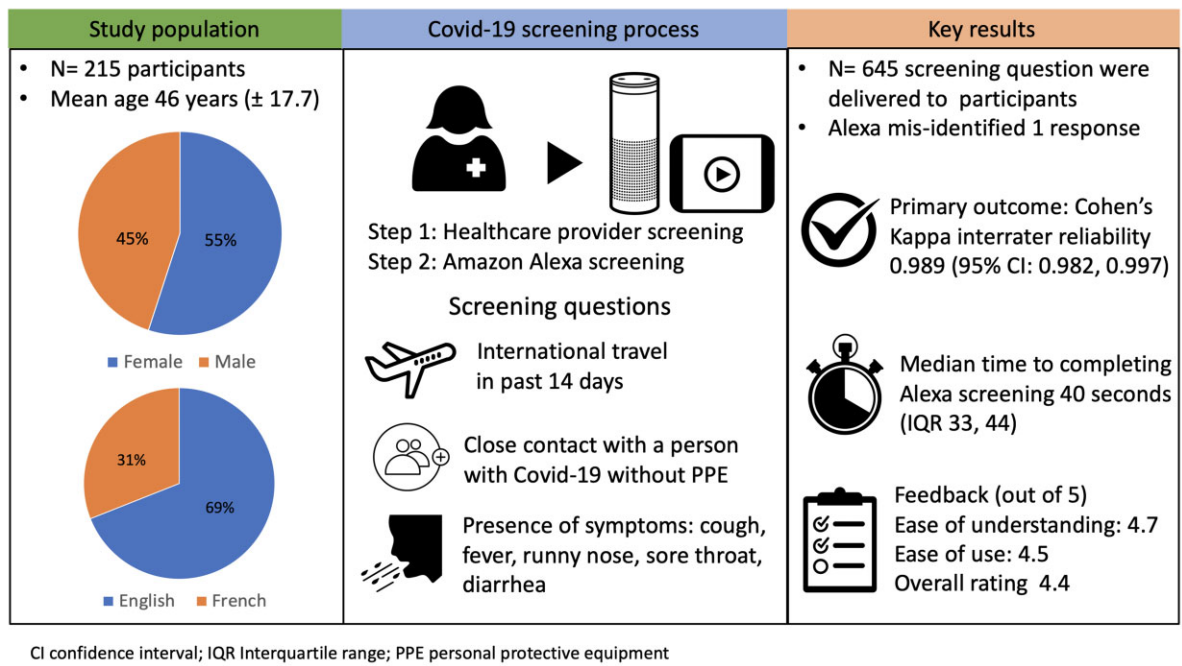 Study population
• N= 215 participants
• Mean age 46 years (± 17.7)
45%
55%
Female
Male
31%
69%
English
French
Covid-19 screening process
Step 1: Healthcare provider screening
Step 2: Amazon Alexa screening
Screening questions
International travel
in past 14 days
Close contact with a person
with Covid-19 without PPE
Presence of symptoms: cough,
fever, runny nose, sore throat,
diarrhea
Key results
• N= 645 screening question were
delivered to participants
• Alexa mis-identified 1 response
Primary outcome: Cohen's
Kappa interrater reliability
0.989 (95% CI: 0.982, 0.997)
Median time to completing
Alexa screening 40 seconds
(IQR 33, 44)
Feedback (out of 5)
Ease of understanding: 4.7
Ease of use: 4.5
Overall rating 4.4
CI confidence interval; IQR Interquartile range; PPE personal protective equipment